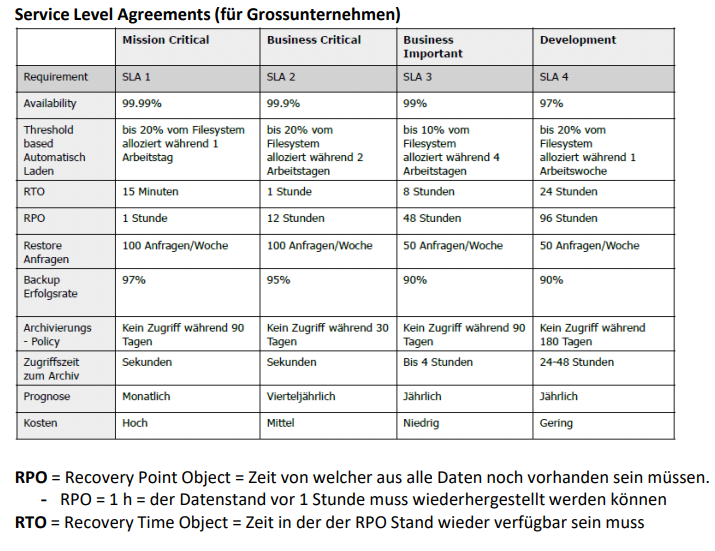 Service Level Agreements (für Grossunternehmen)
Mission Critical Business Critical Business Important Development
Requirement SLA 1 SLA 2 SLA 3 SLA 4
Availability 99.99% 99.9% 99% 97%
Threshold based Automatisch Laden bis 20% vom Filesystem alloziert während 1 Arbeitstag bis 20% vom Filesystem alloziert während 2 Arbeitstagen bis 10% vom Filesystem alloziert während 4 Arbeitstagen bis 20% vom Filesystem alloziert während 1 Arbeitswoche
RTO 15 Minuten 1 Stunde 8 Stunden 24 Stunden
RPO 1 Stunde 12 Stunden 48 Stunden 96 Stunden
Restore Anfragen 100 Anfragen/Woche 100 Anfragen/Woche 50 Anfragen/Woche 50 Anfragen/Woche
Backup Erfolgsrate 97% 95% 90% 90%
Archivierungs - Policy Kein Zugriff während 90 Tagen Kein Zugriff während 30 Tagen Kein Zugriff während 90 Tagen Kein Zugriff während 180 Tagen
Zugriffszeit zum Archiv Sekunden Sekunden Bis 4 Stunden 24-48 Stunden
Prognose Monatlich Vierteljährlich Jährlich Jährlich
Kosten Hoch Mittel Niedrig Gering
RPO = Recovery Point Object = Zeit von welcher aus alle Daten noch vorhanden sein müssen.
- RPO = 1 h = der Datenstand vor 1 Stunde muss wiederhergestellt werden können
RTO = Recovery Time Object = Zeit in der der RPO Stand wieder verfügbar sein muss